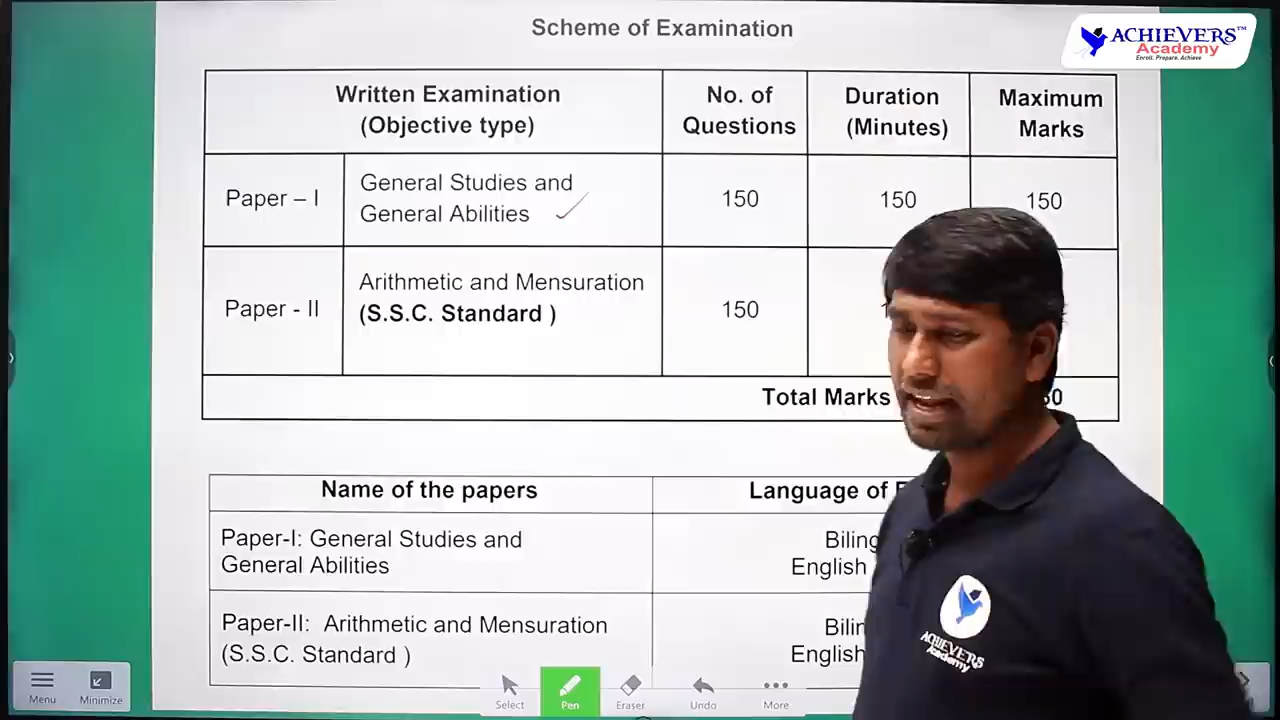 Scheme of Examination
ACHIEVERS™
Academy
Enroll. Prepare. Achieve
Written Examination
(Objective type)
No. of
Questions
Duration
(Minutes)
Maximum
Marks
Paper – I
General Studies and
General Abilities
150
150
150
Paper - II
Arithmetic and Mensuration
(S.S.C. Standard )
150
Total Marks
Name of the papers
Language of
Paper-I: General Studies and
General Abilities
English
Paper-II: Arithmetic and Mensuration
(S.S.C. Standard )
English
ACHIEVERS
Academy
Menu
Minimize
Select
Pen
Eraser
Undo
More